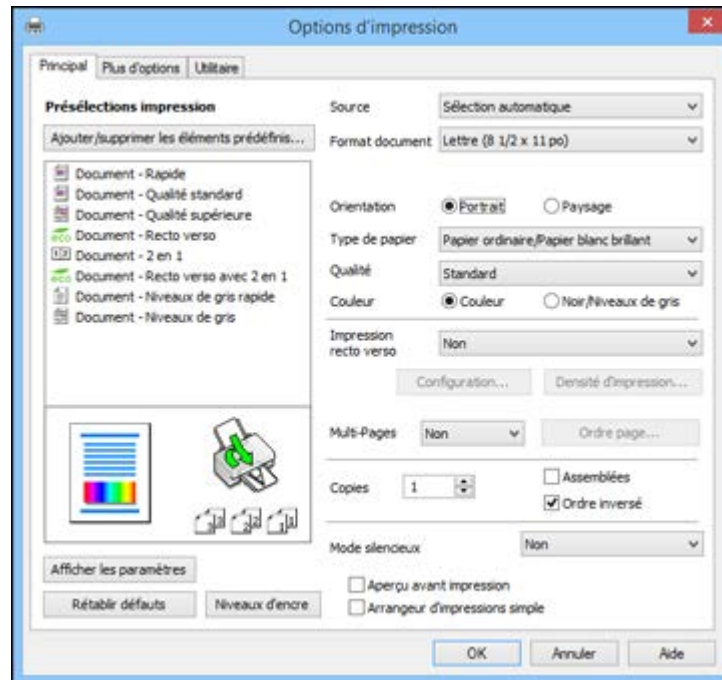 Options d'impression
Principal
Plus d'options
Utilitaire
Présélections impression
Ajouter/supprimer les éléments prédéfinis...
Document - Rapide
Document - Qualité standard
Document - Qualité supérieure
eco Document - Recto verso
Document - 2 en 1
eco Document - Recto verso avec 2 en 1
Document - Niveaux de gris rapide
Document - Niveaux de gris
Afficher les paramètres
Rétablir défauts
Niveaux d'encre
Source
Sélection automatique
Format document
Lettre (8 1/2 x 11 po)
Orientation
Portrait
Paysage
Type de papier
Papier ordinaire/Papier blanc brillant
Qualité
Standard
Couleur
Couleur
Noir/Niveaux de gris
Impression
recto verso
Non
Configuration...
Densité d'impression...
Multi-Pages
Non
Ordre page...
Copies
1
Assemblées
Ordre inversé
Mode silencieux
Non
Aperçu avant impression
Arrangeur d'impressions simple
OK
Annuler
Aide